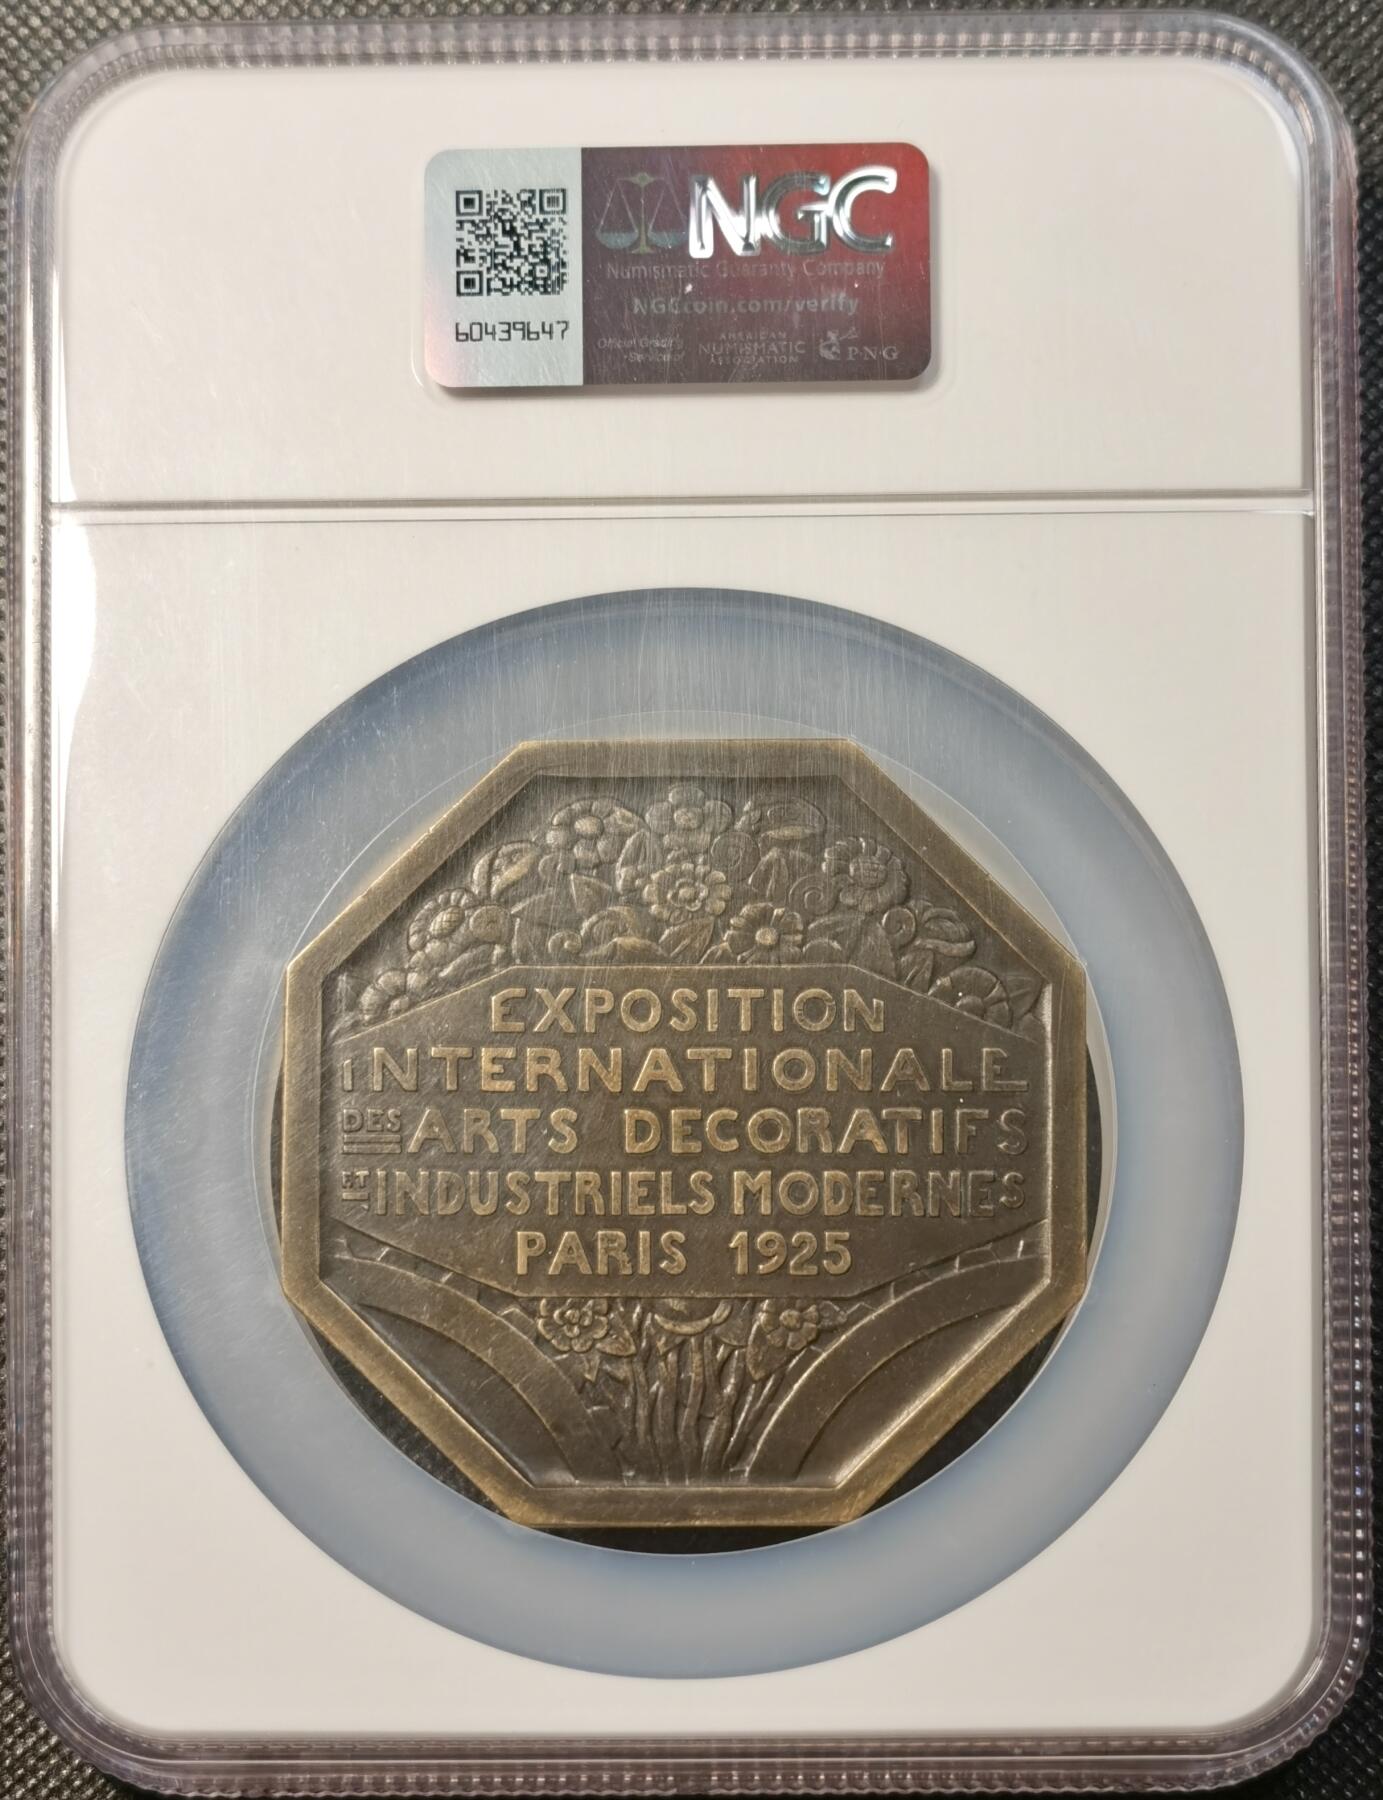 NGC
Numismatic Guaranty Company
NGCcoin.com/verify
60439647
Official Grading Service of
AMERICAN NUMISMATIC ASSOCIATION
P·N·G
EXPOSITION
INTERNATIONALE
DES ARTS DECORATIFS
ET INDUSTRIELS MODERNES
PARIS 1925